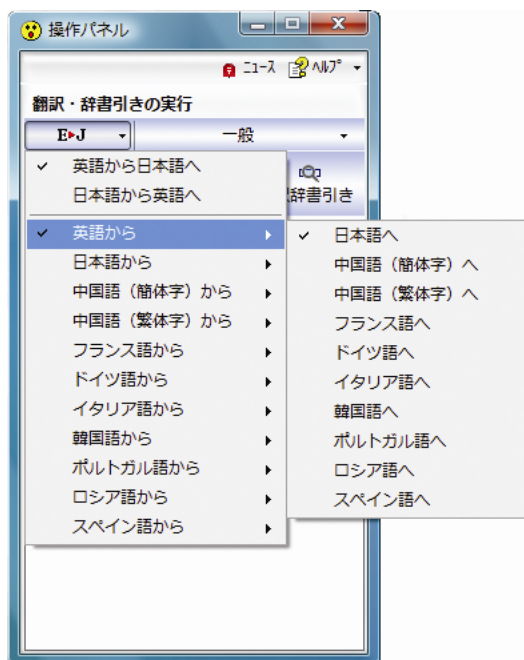 操作パネル
ニュース ヘルプ
翻訳・辞書引きの実行
E▸J 一般
英語から日本語へ
日本語から英語へ
辞書引き
英語から
日本語から
中国語（簡体字）から
中国語（繁体字）から
フランス語から
ドイツ語から
イタリア語から
韓国語から
ポルトガル語から
ロシア語から
スペイン語から
日本語へ
中国語（簡体字）へ
中国語（繁体字）へ
フランス語へ
ドイツ語へ
イタリア語へ
韓国語へ
ポルトガル語へ
ロシア語へ
スペイン語へ